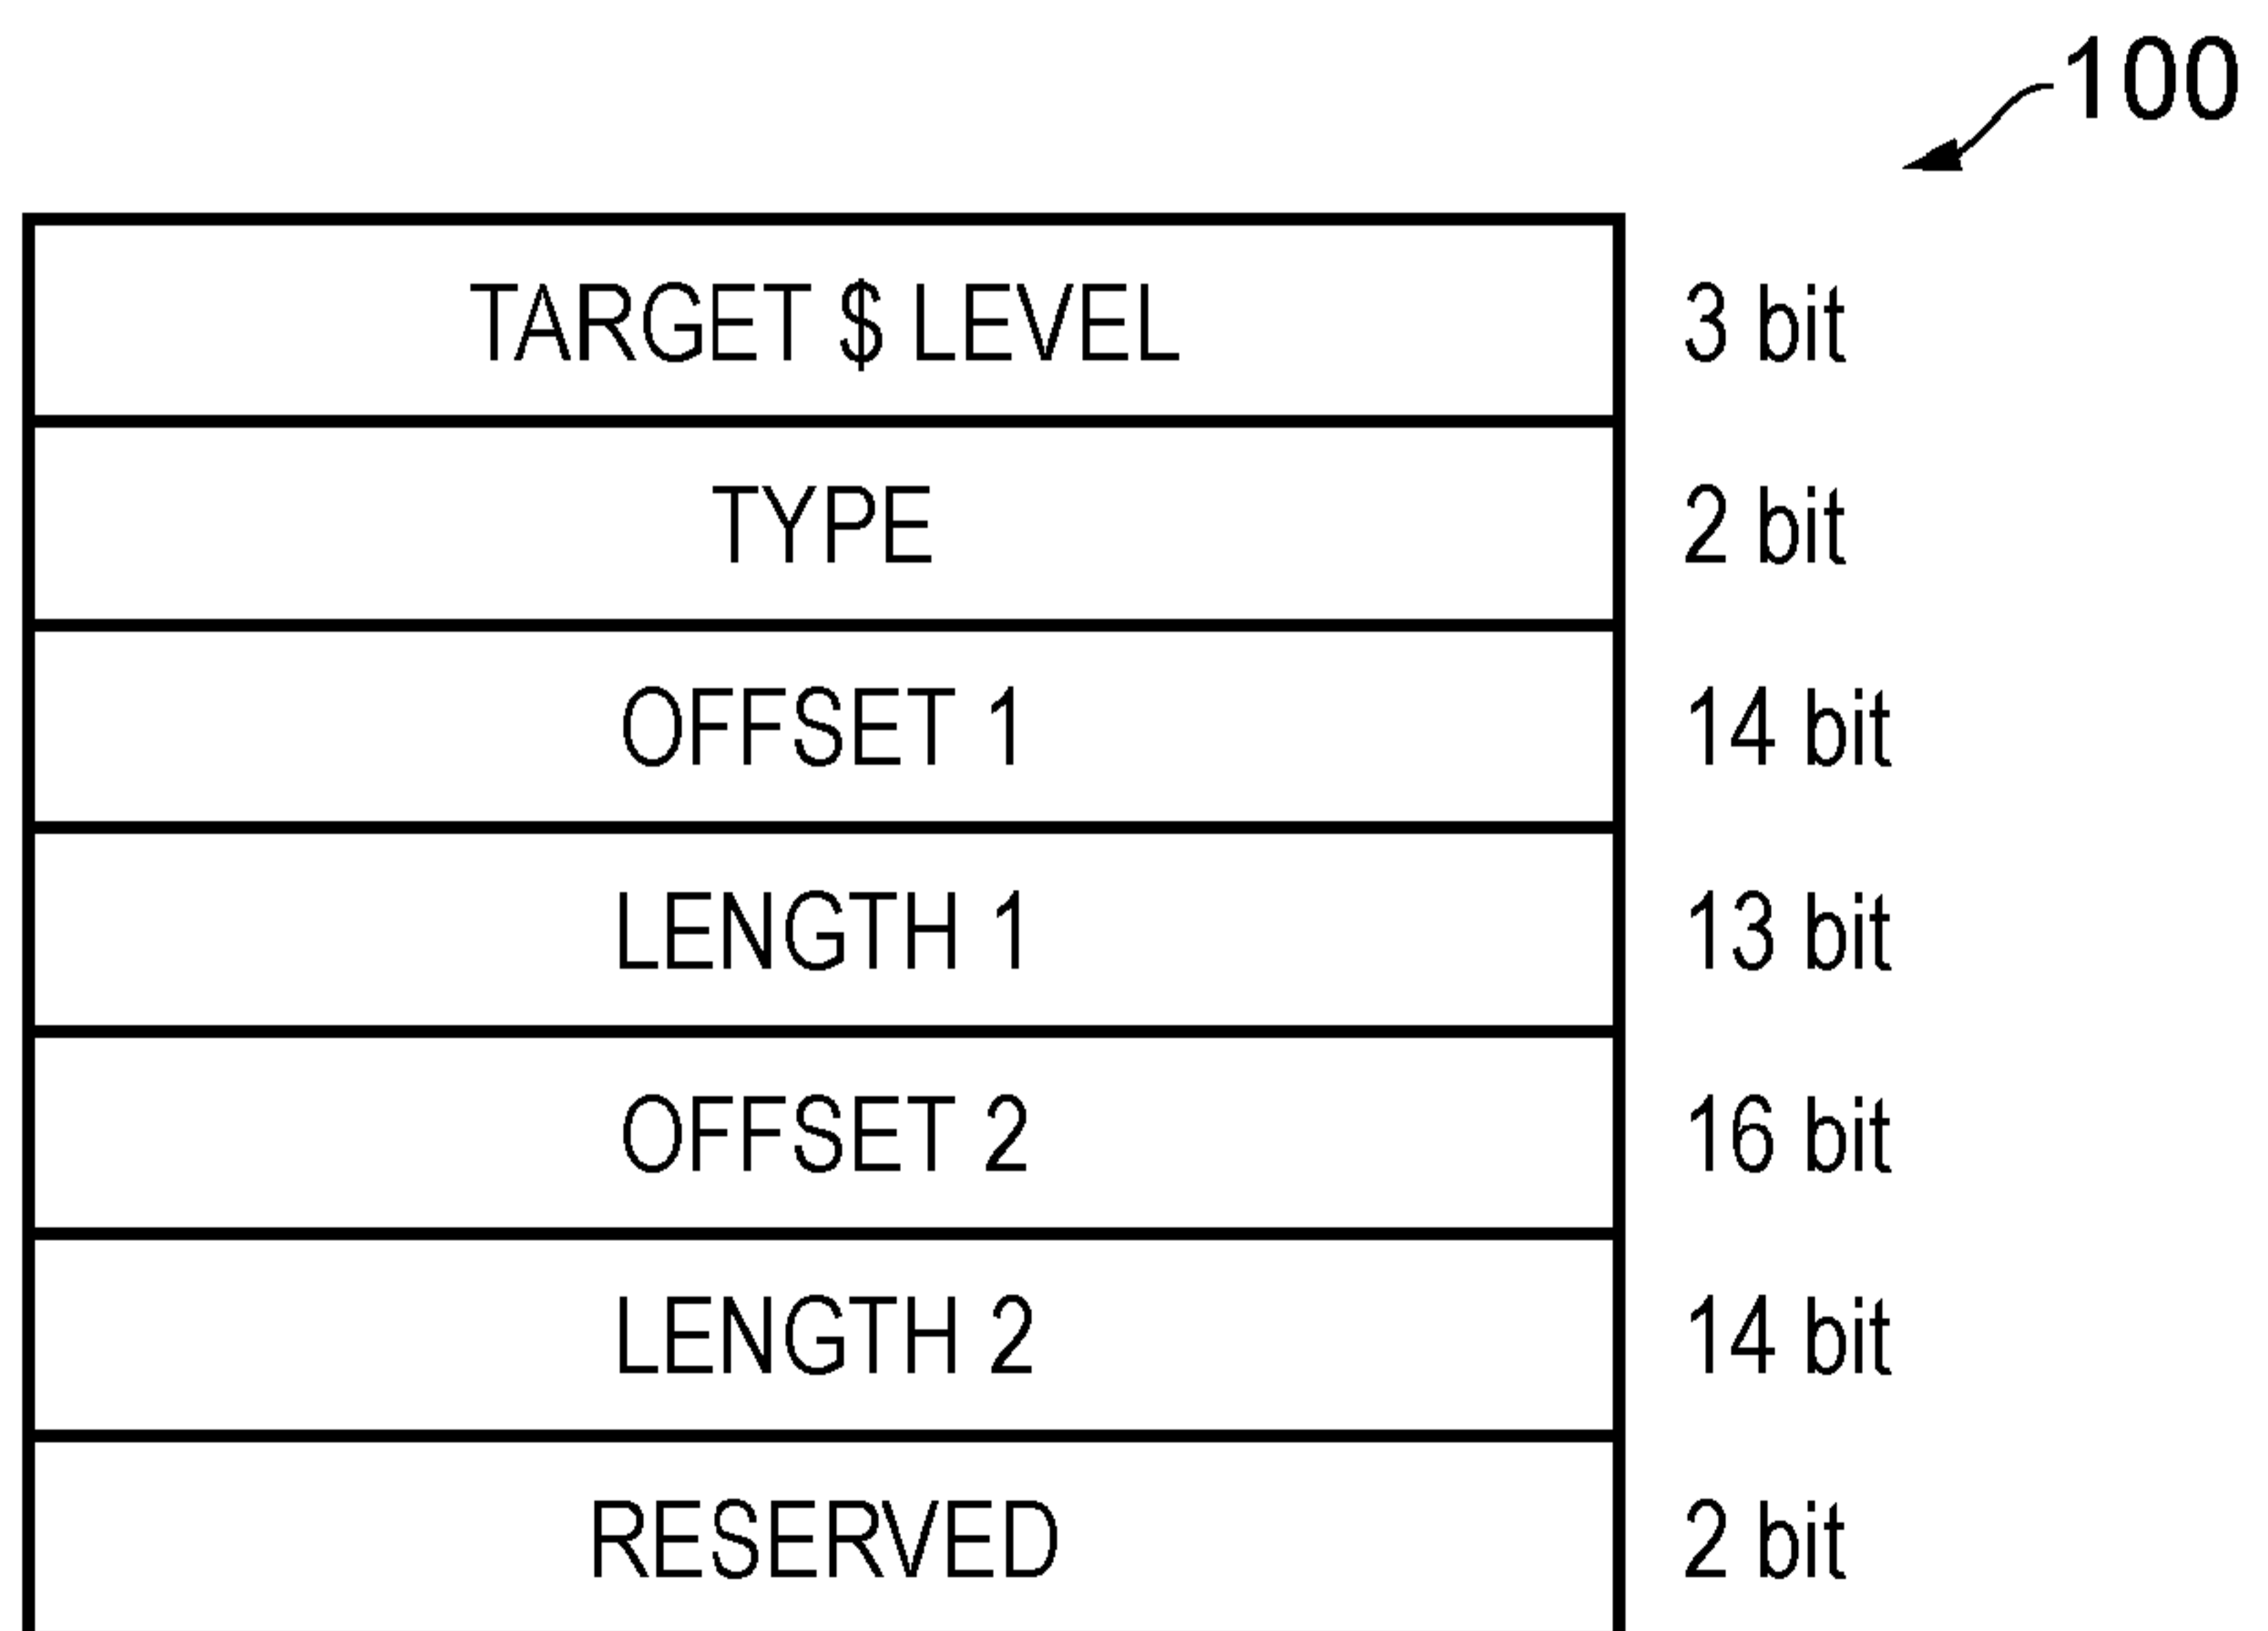 100
TARGET $ LEVEL 3 bit
TYPE 2 bit
OFFSET 1 14 bit
LENGTH 1 13 bit
OFFSET 2 16 bit
LENGTH 2 14 bit
RESERVED 2 bit